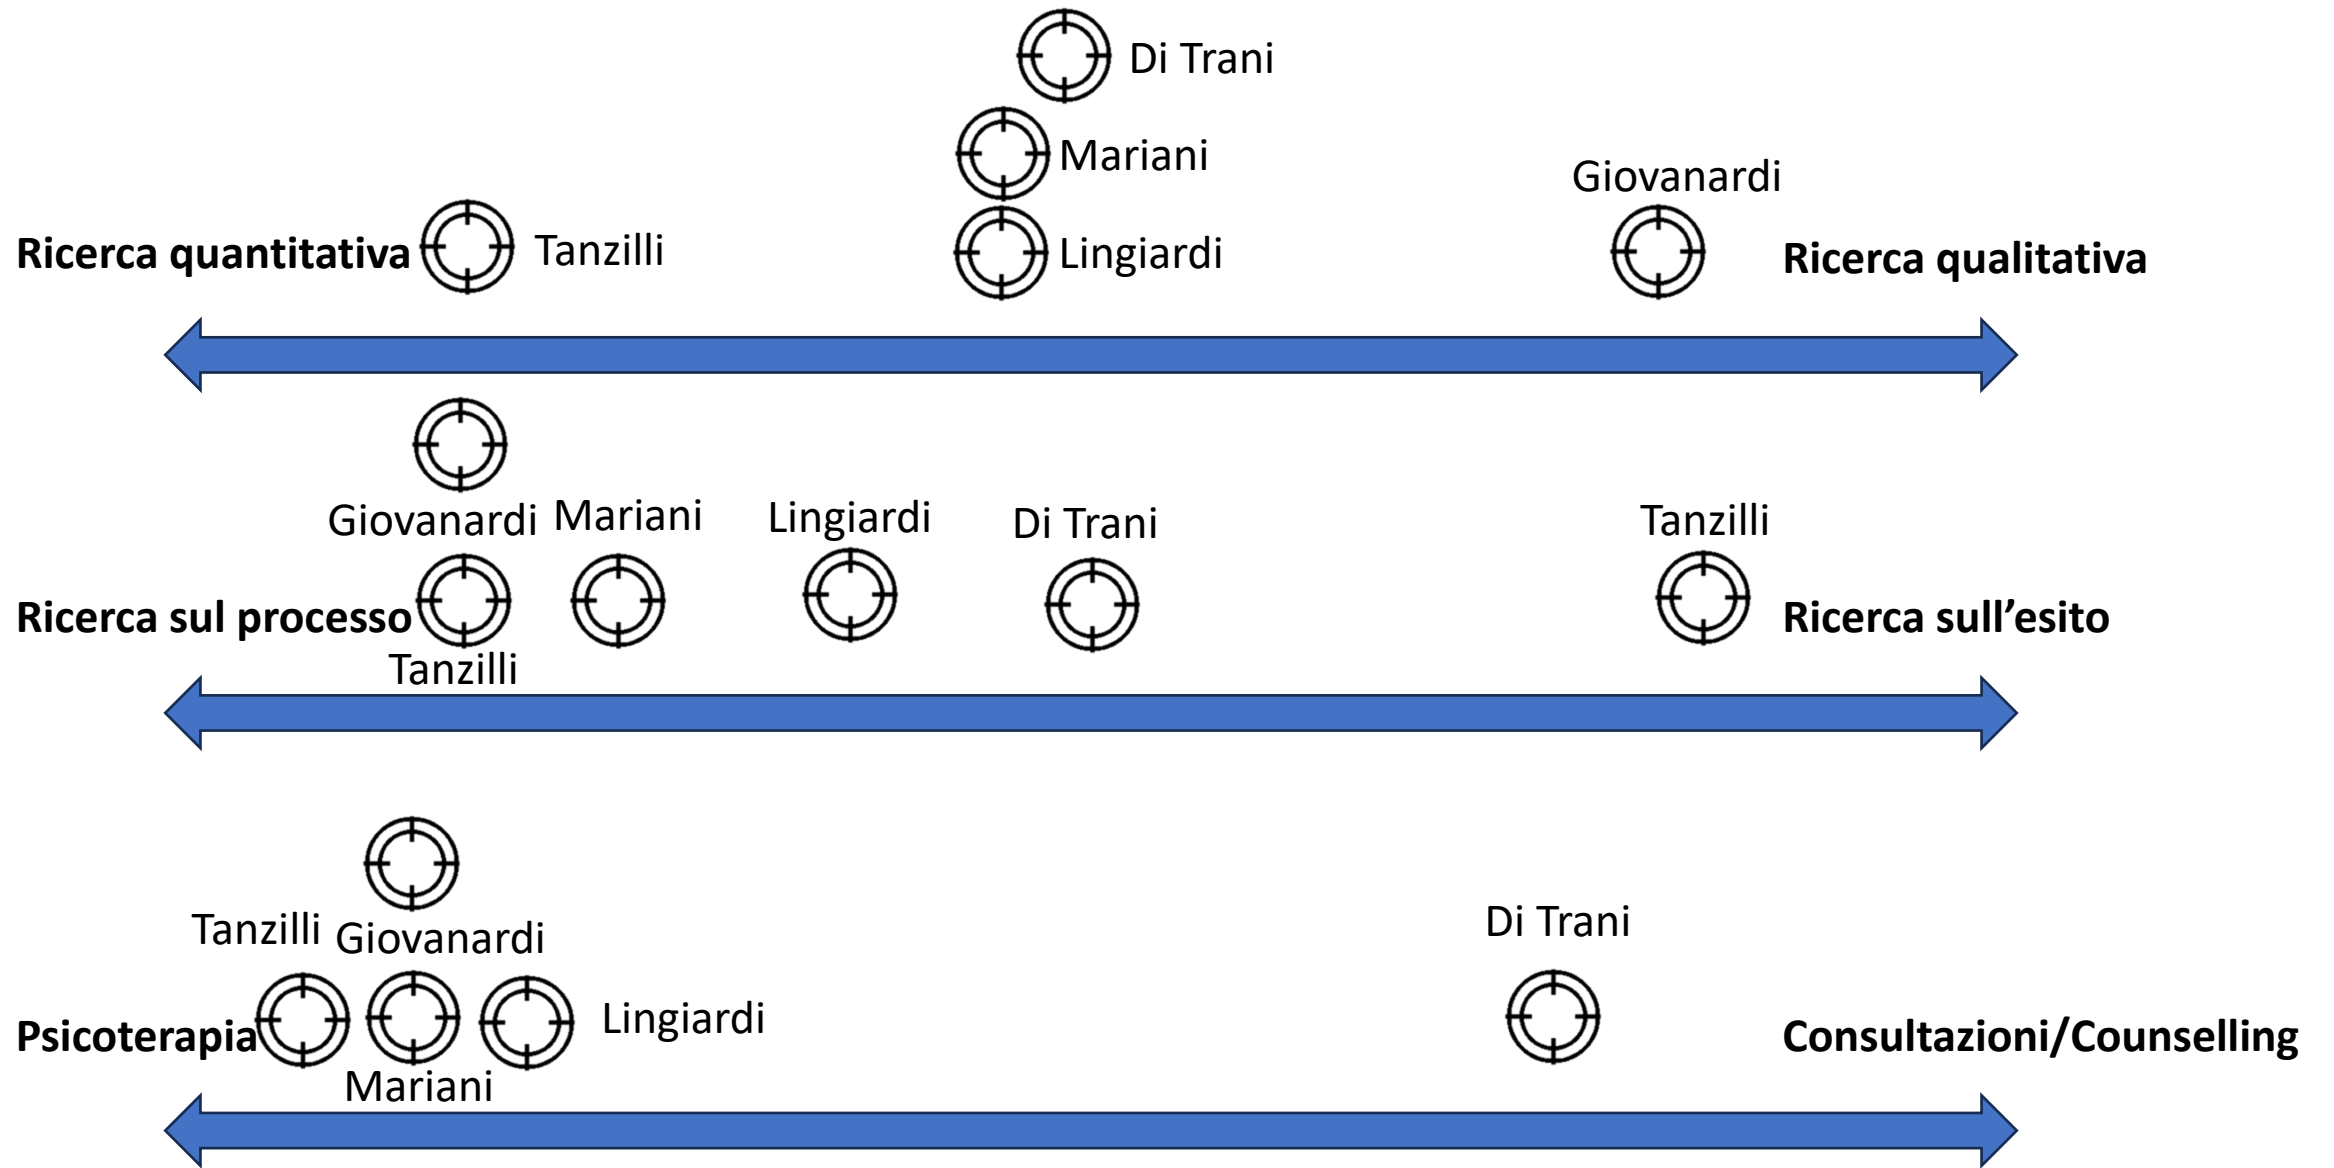 Di Trani
Mariani
Giovanardi
Ricerca quantitativa
Tanzilli
Lingiardi
Ricerca qualitativa
Giovanardi
Mariani
Lingiardi
Di Trani
Tanzilli
Ricerca sul processo
Ricerca sull’esito
Tanzilli
Tanzilli
Giovanardi
Di Trani
Psicoterapia
Lingiardi
Consultazioni/Counselling
Mariani